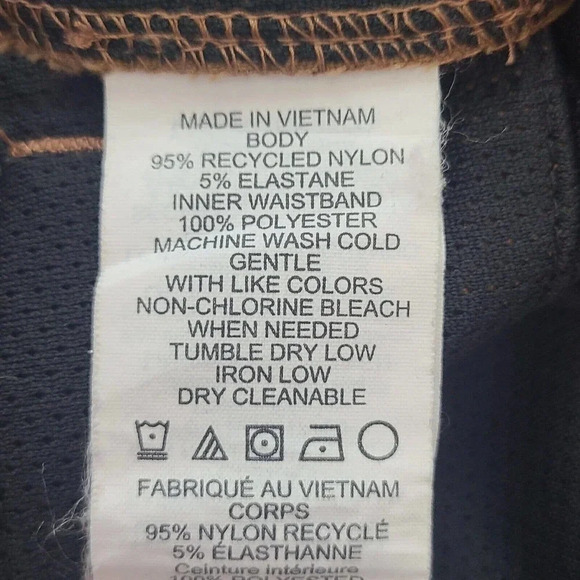 MADE IN VIETNAM
BODY
95% RECYCLED NYLON
5% ELASTANE
INNER WAISTBAND
100% POLYESTER
MACHINE WASH COLD
GENTLE
WITH LIKE COLORS
NON-CHLORINE BLEACH
WHEN NEEDED
TUMBLE DRY LOW
IRON LOW
DRY CLEANABLE
FABRIQUÉ AU VIETNAM
CORPS
95% NYLON RECYCLÉ
5% ÉLASTHANNE
Ceinture intérieure
100% POLYESTER